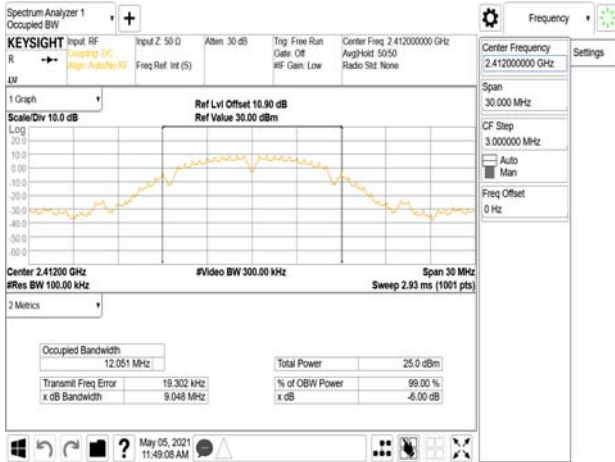 Spectrum Analyzer 1
Occupied BW
Frequency
KEYSIGHT
R
Input: RF
Coupling: DC
Align: Auto/No RF
Input Z: 50 Ω
Freq Ref: Int (S)
Atten: 30 dB
Trig: Free Run
Gate: Off
#IF Gain: Low
Center Freq: 2.412000000 GHz
Avg|Hold: 50/50
Radio Std: None
Center Frequency
2.412000000 GHz
Settings
Span
30.000 MHz
CF Step
3.000000 MHz
Auto
Man
Freq Offset
0 Hz
1 Graph
Scale/Div 10.0 dB
Ref Lvl Offset 10.90 dB
Ref Value 30.00 dBm
Log
20.0
10.0
0.00
-10.0
-20.0
-30.0
-40.0
-50.0
-60.0
Center 2.41200 GHz
#Res BW 100.00 kHz
#Video BW 300.00 kHz
Span 30 MHz
Sweep 2.93 ms (1001 pts)
2 Metrics
Occupied Bandwidth
12.051 MHz
Total Power 25.0 dBm
Transmit Freq Error 19.302 kHz
% of OBW Power 99.00 %
x dB Bandwidth 9.048 MHz
x dB -6.00 dB
?
May 05, 2021
11:49:08 AM